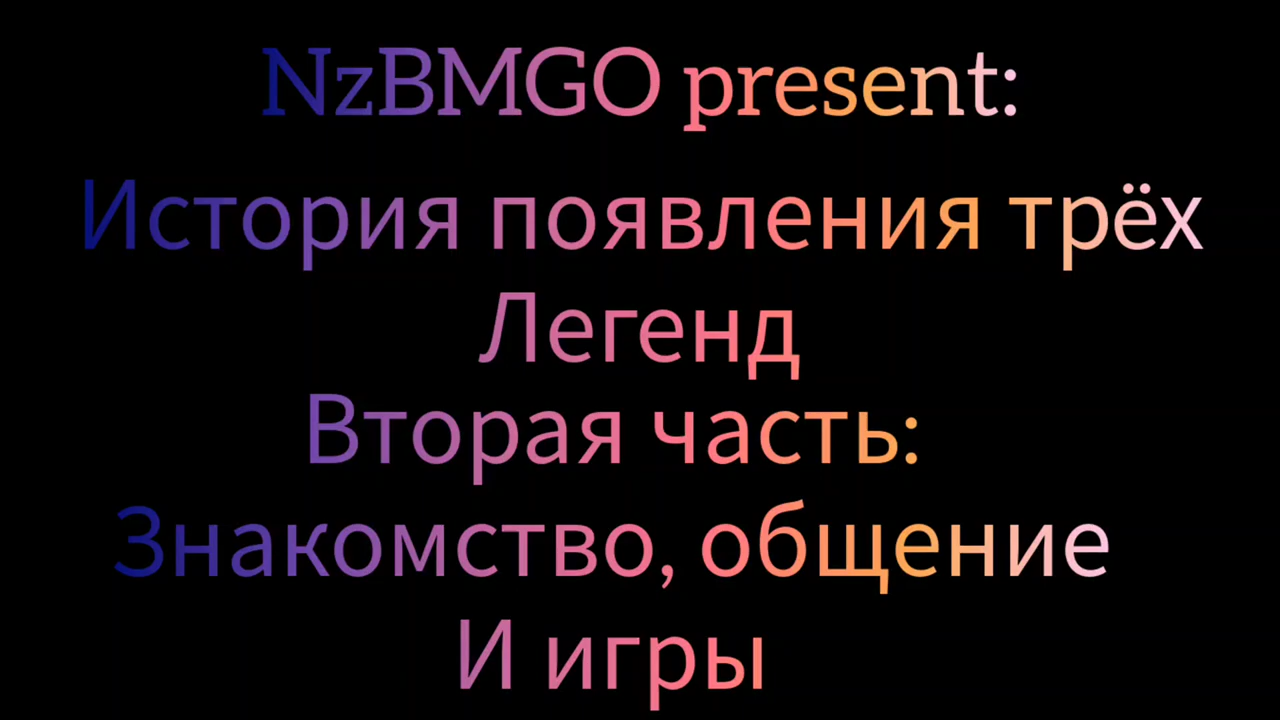 NzBMGO present:
История появления трёх
Легенд
Вторая часть:
Знакомство, общение
И игры